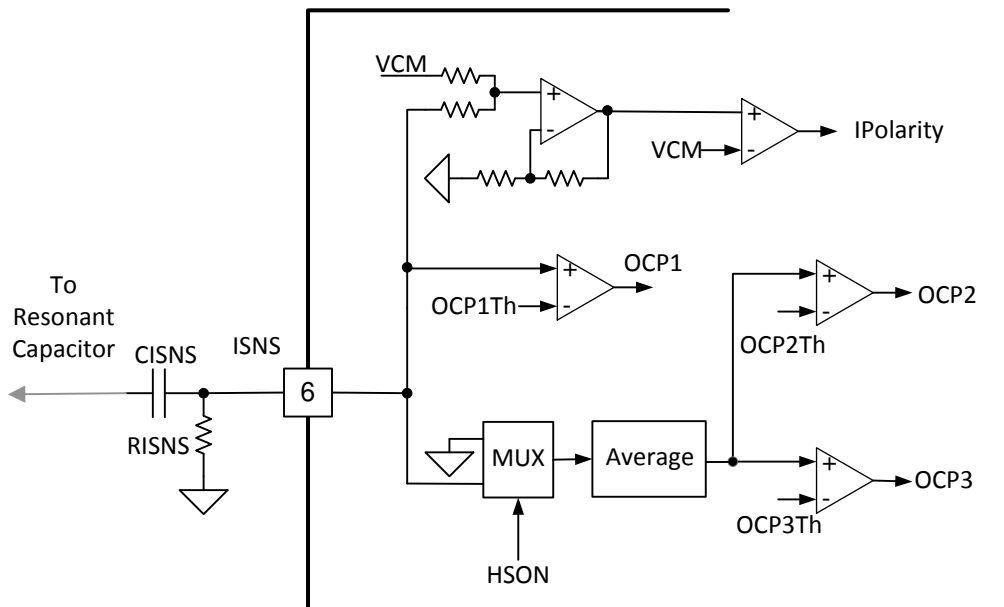 VCM
+
-
+
VCM
-
IPolarity
+
OCP1
OCP1Th
-
+
OCP2
-
OCP2Th
To
Resonant
Capacitor
CISNS
ISNS
6
RISNS
MUX
Average
+
OCP3
-
OCP3Th
HSON